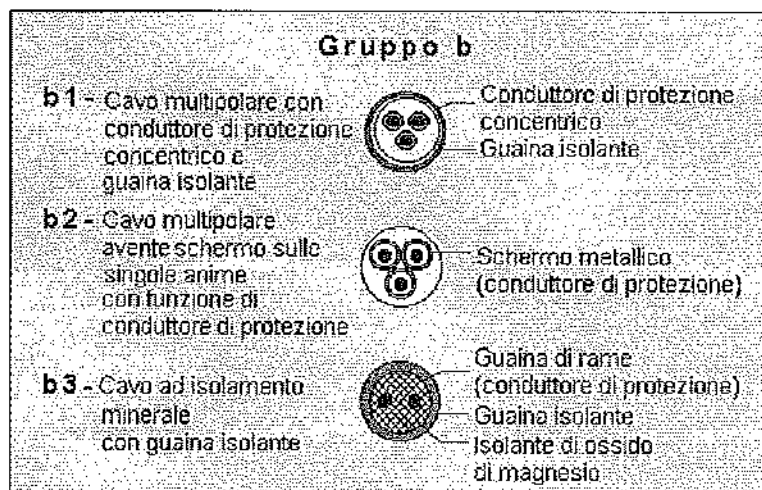 Gruppo b
b1- Cavo multipolare con
conduttore di protezione
concentrico e
guaina isolante
Conduttore di protezione
concentrico
Guaina isolante
b2- Cavo multipolare
avente schermo sulle
singole anime
con funzione di
conduttore di protezione
Schermo metallico
(conduttore di protezione)
b3- Cavo ad isolamento
minerale
con guaina isolante
Guaina di rame
(conduttore di protezione)
Guaina isolante
Isolante di ossido
di magnesio